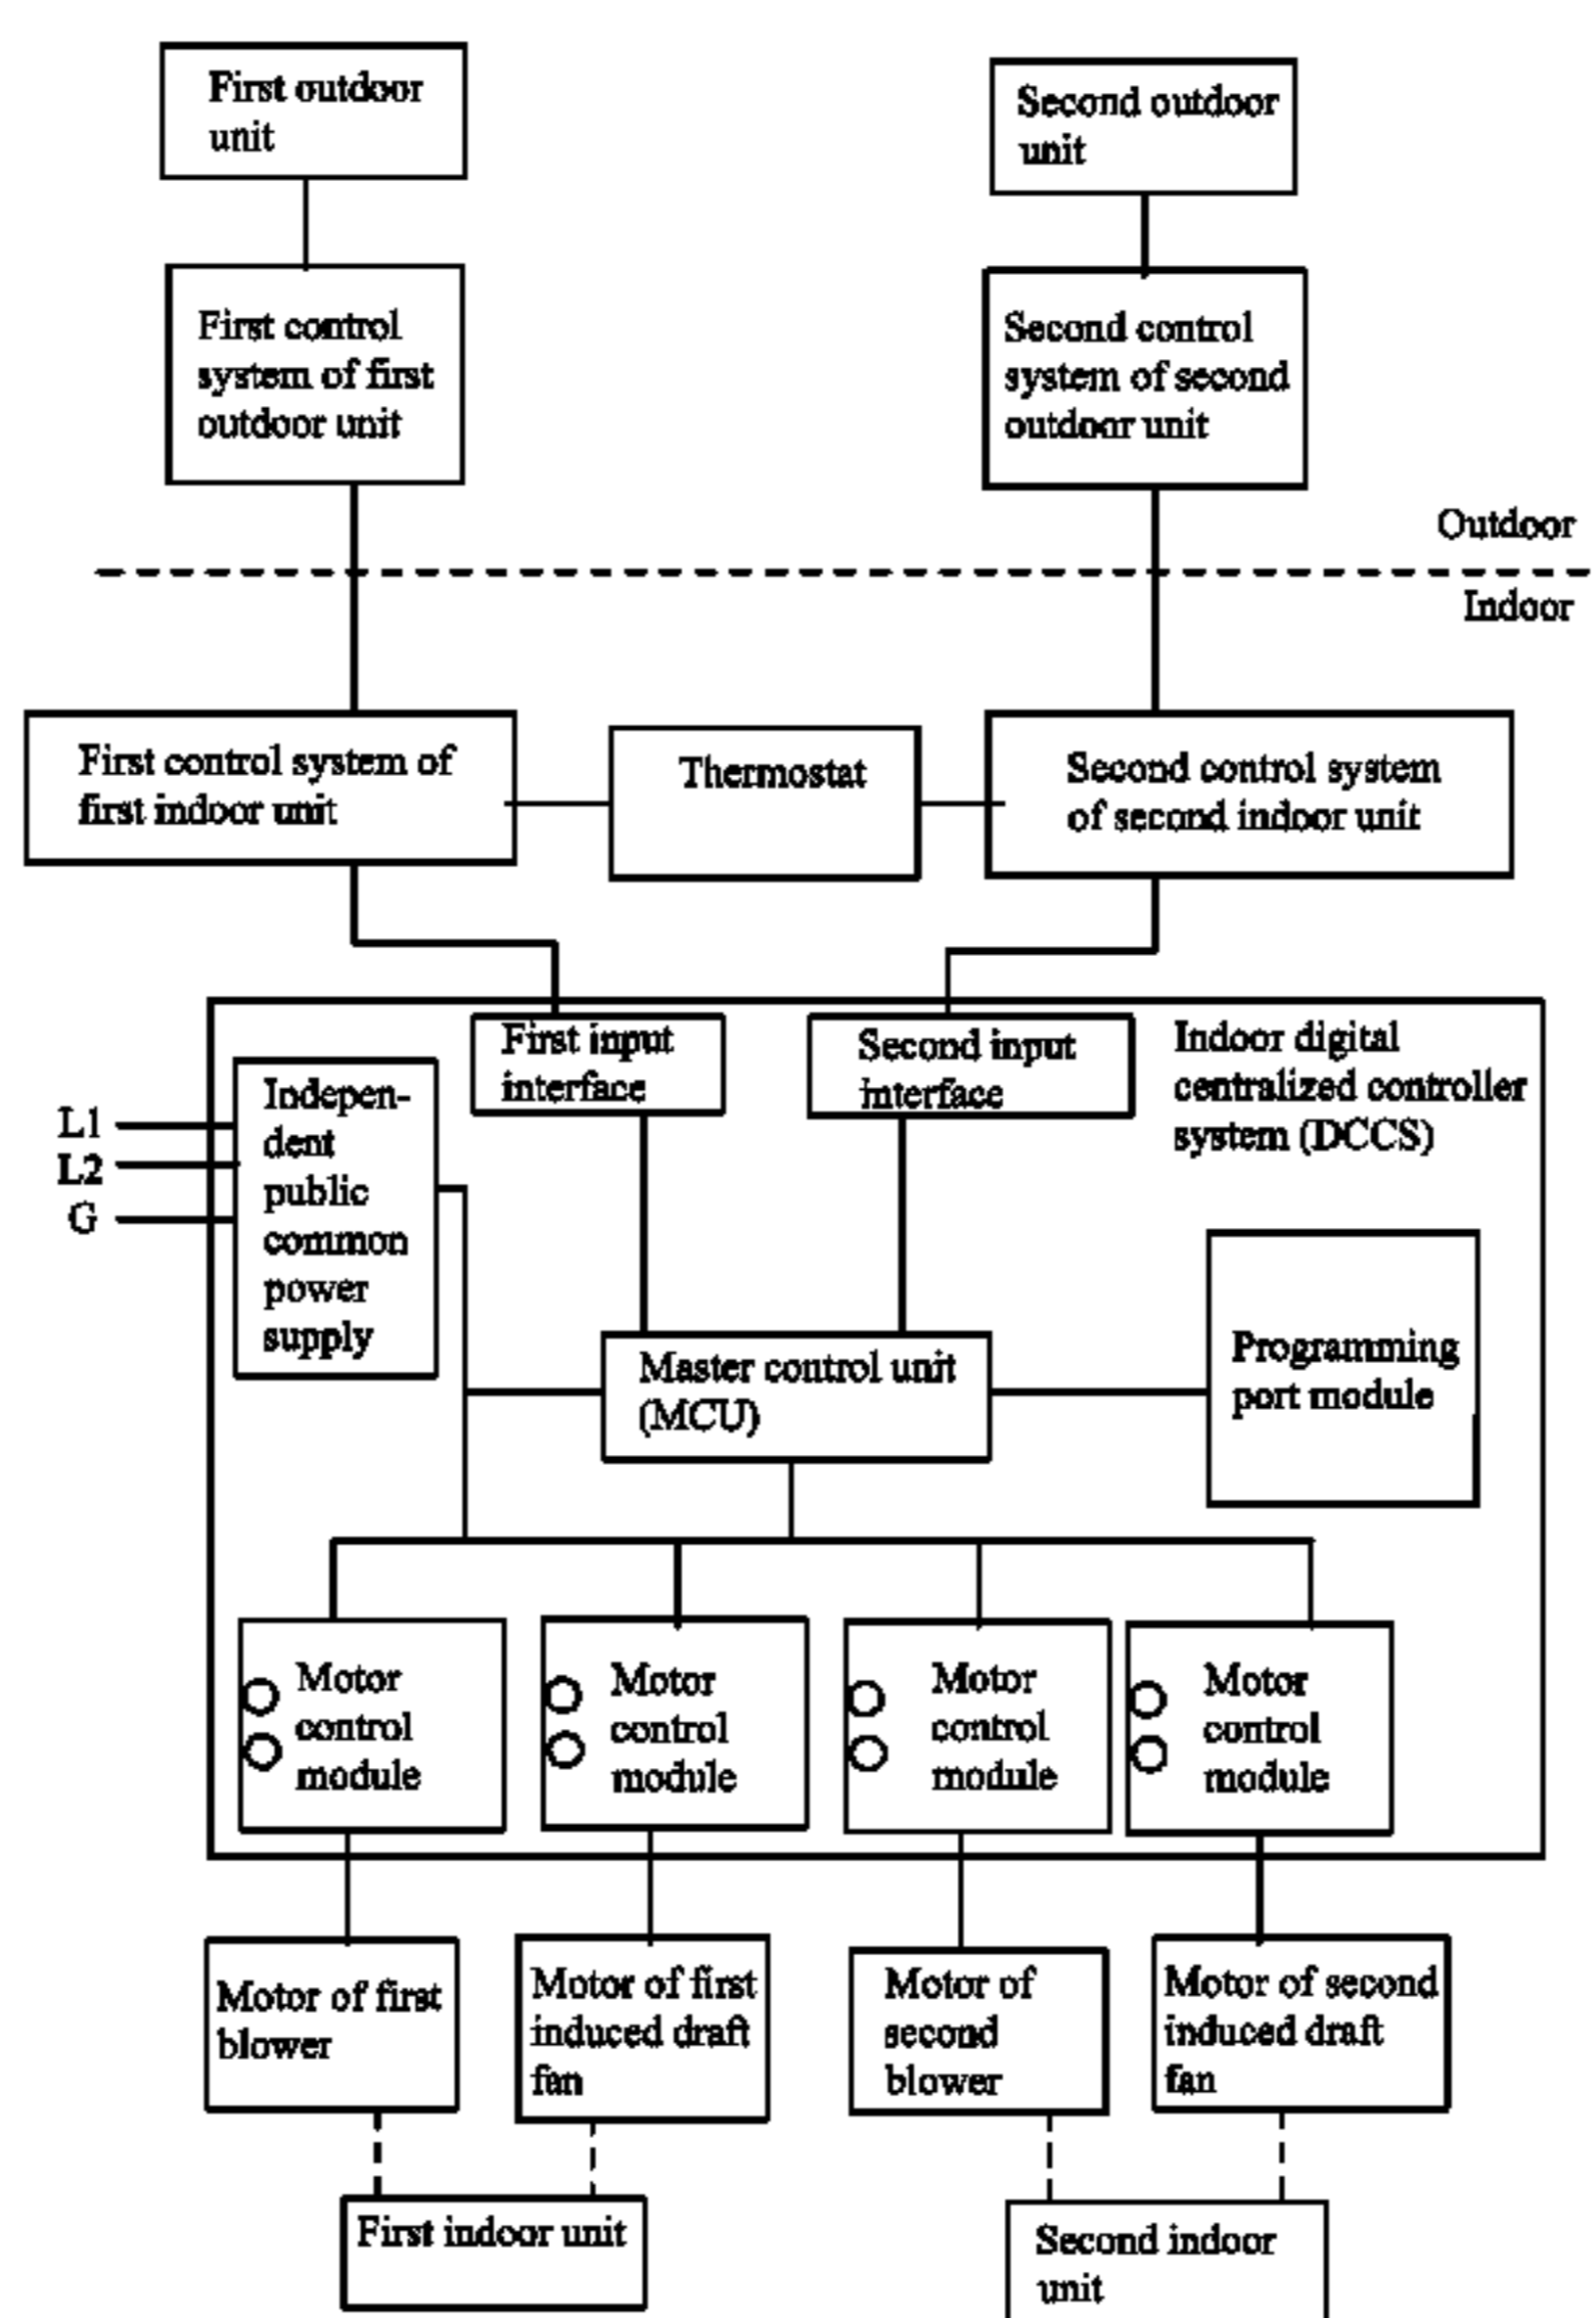 First outdoor
unit
Second outdoor
unit
First control
system of first
outdoor unit
Second control
system of second
outdoor unit
Outdoor
Indoor
First control system of
first indoor unit
Thermostat
Second control system
of second indoor unit
First input
interface
Second input
interface
Indoor digital
centralized controller
system (DCCS)
Indepen-
dent
public
common
power
supply
L1
L2
G
Master control unit
(MCU)
Programming
port module
Motor
control
module
Motor
control
module
Motor
control
module
Motor
control
module
Motor of first
blower
Motor of first
induced draft
fan
Motor of
second
blower
Motor of second
induced draft
fan
First indoor unit
Second indoor
unit